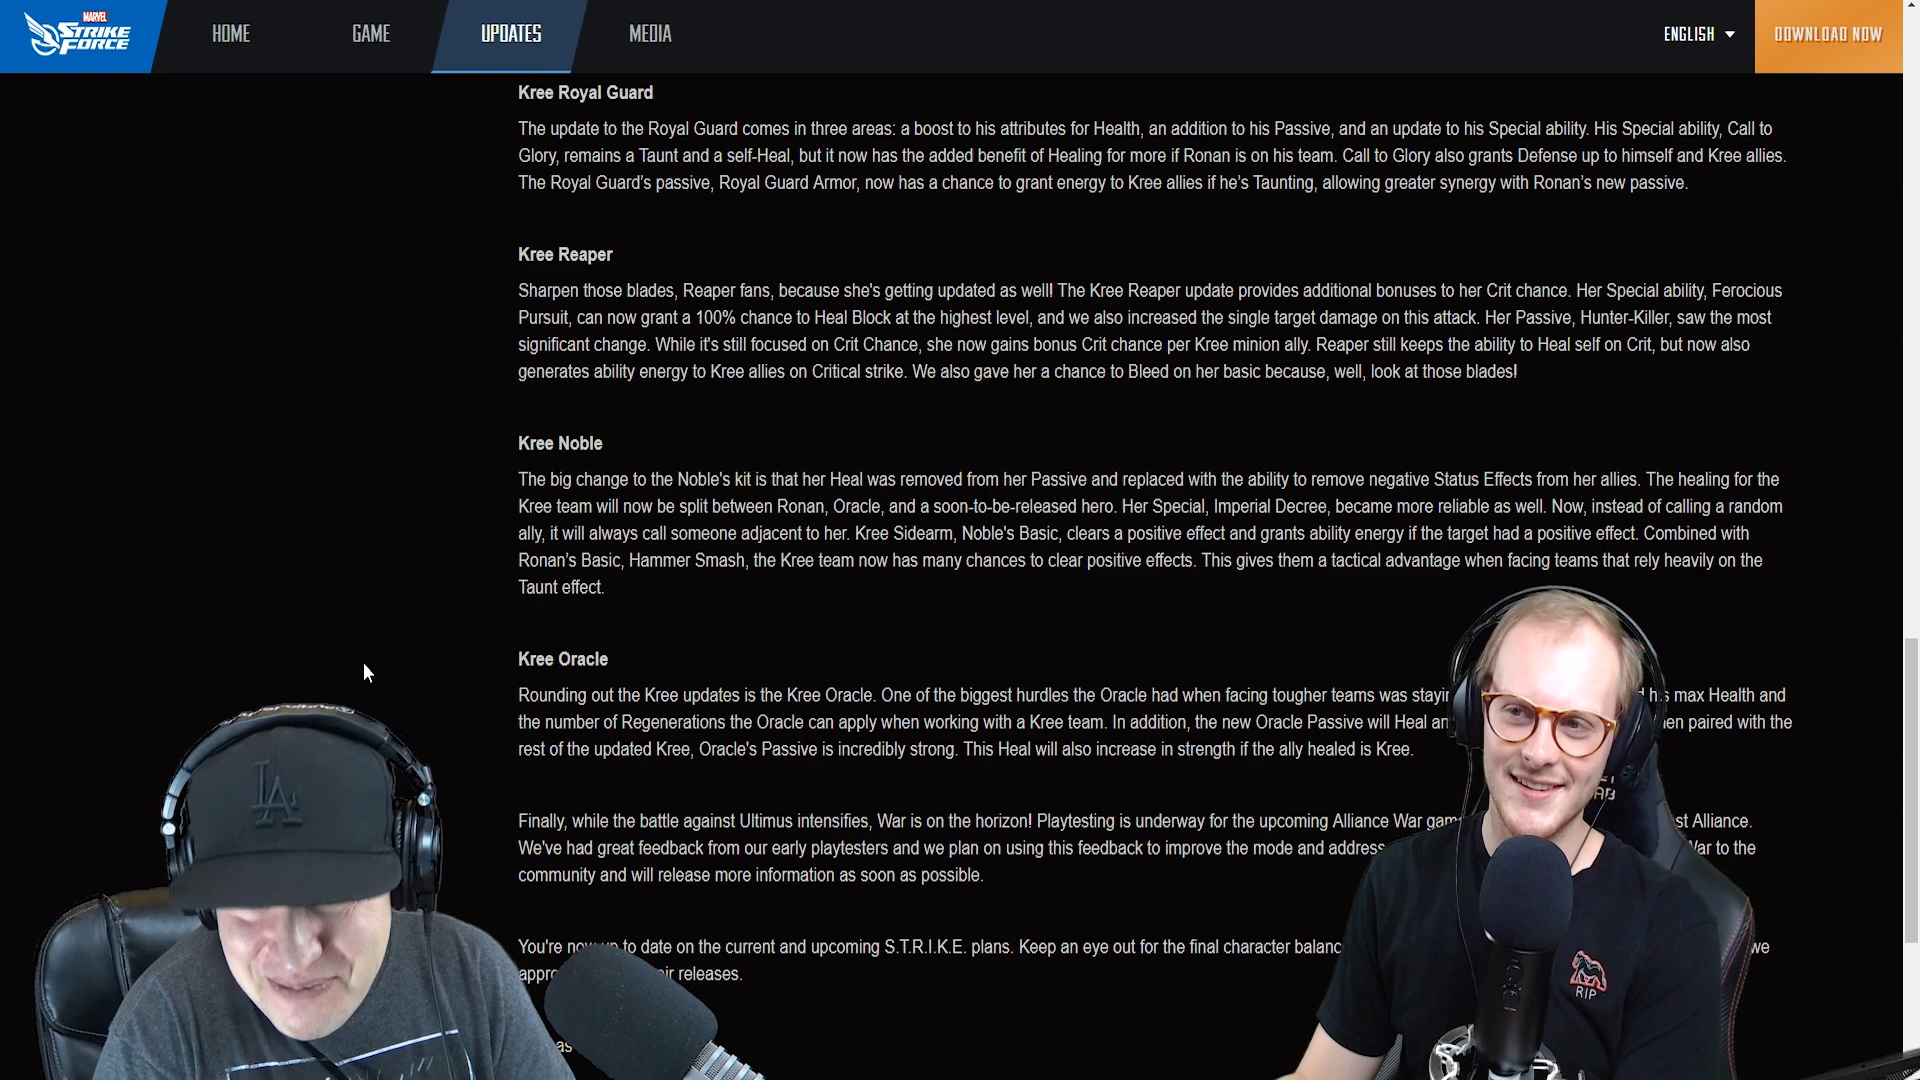 MARVEL
STRIKE
FORCE
HOME
GAME
UPDATES
MEDIA
ENGLISH
DOWNLOAD NOW
Kree Royal Guard
The update to the Royal Guard comes in three areas: a boost to his attributes for Health, an addition to his Passive, and an update to his Special ability. His Special ability, Call to
Glory, remains a Taunt and a self-Heal, but it now has the added benefit of Healing for more if Ronan is on his team. Call to Glory also grants Defense up to himself and Kree allies.
The Royal Guard’s passive, Royal Guard Armor, now has a chance to grant energy to Kree allies if he’s Taunting, allowing greater synergy with Ronan’s new passive.
Kree Reaper
Sharpen those blades, Reaper fans, because she's getting updated as well! The Kree Reaper update provides additional bonuses to her Crit chance. Her Special ability, Ferocious
Pursuit, can now grant a 100% chance to Heal Block at the highest level, and we also increased the single target damage on this attack. Her Passive, Hunter-Killer, saw the most
significant change. While it's still focused on Crit Chance, she now gains bonus Crit chance per Kree minion ally. Reaper still keeps the ability to Heal self on Crit, but now also
generates ability energy to Kree allies on Critical strike. We also gave her a chance to Bleed on her basic because, well, look at those blades!
Kree Noble
The big change to the Noble's kit is that her Heal was removed from her Passive and replaced with the ability to remove negative Status Effects from her allies. The healing for the
Kree team will now be split between Ronan, Oracle, and a soon-to-be-released hero. Her Special, Imperial Decree, became more reliable as well. Now, instead of calling a random
ally, it will always call someone adjacent to her. Kree Sidearm, Noble's Basic, clears a positive effect and grants ability energy if the target had a positive effect. Combined with
Ronan’s Basic, Hammer Smash, the Kree team now has many chances to clear positive effects. This gives them a tactical advantage when facing teams that rely heavily on the
Taunt effect.
Kree Oracle
Rounding out the Kree updates is the Kree Oracle. One of the biggest hurdles the Oracle had when facing tougher teams was his max Health and
the number of Regenerations the Oracle can apply when working with a Kree team. In addition, the new Oracle Passive will Heal paired with the
rest of the updated Kree, Oracle's Passive is incredibly strong. This Heal will also increase in strength if the ally healed is Kree.
Finally, while the battle against Ultimus intensifies, War is on the horizon! Playtesting is underway for the upcoming Alliance War Alliance.
We've had great feedback from our early playtesters and we plan on using this feedback to improve the mode and address War to the
community and will release more information as soon as possible.
You're now up to date on the current and upcoming S.T.R.I.K.E. plans. Keep an eye out for the final character we
releases.
LA
RIP